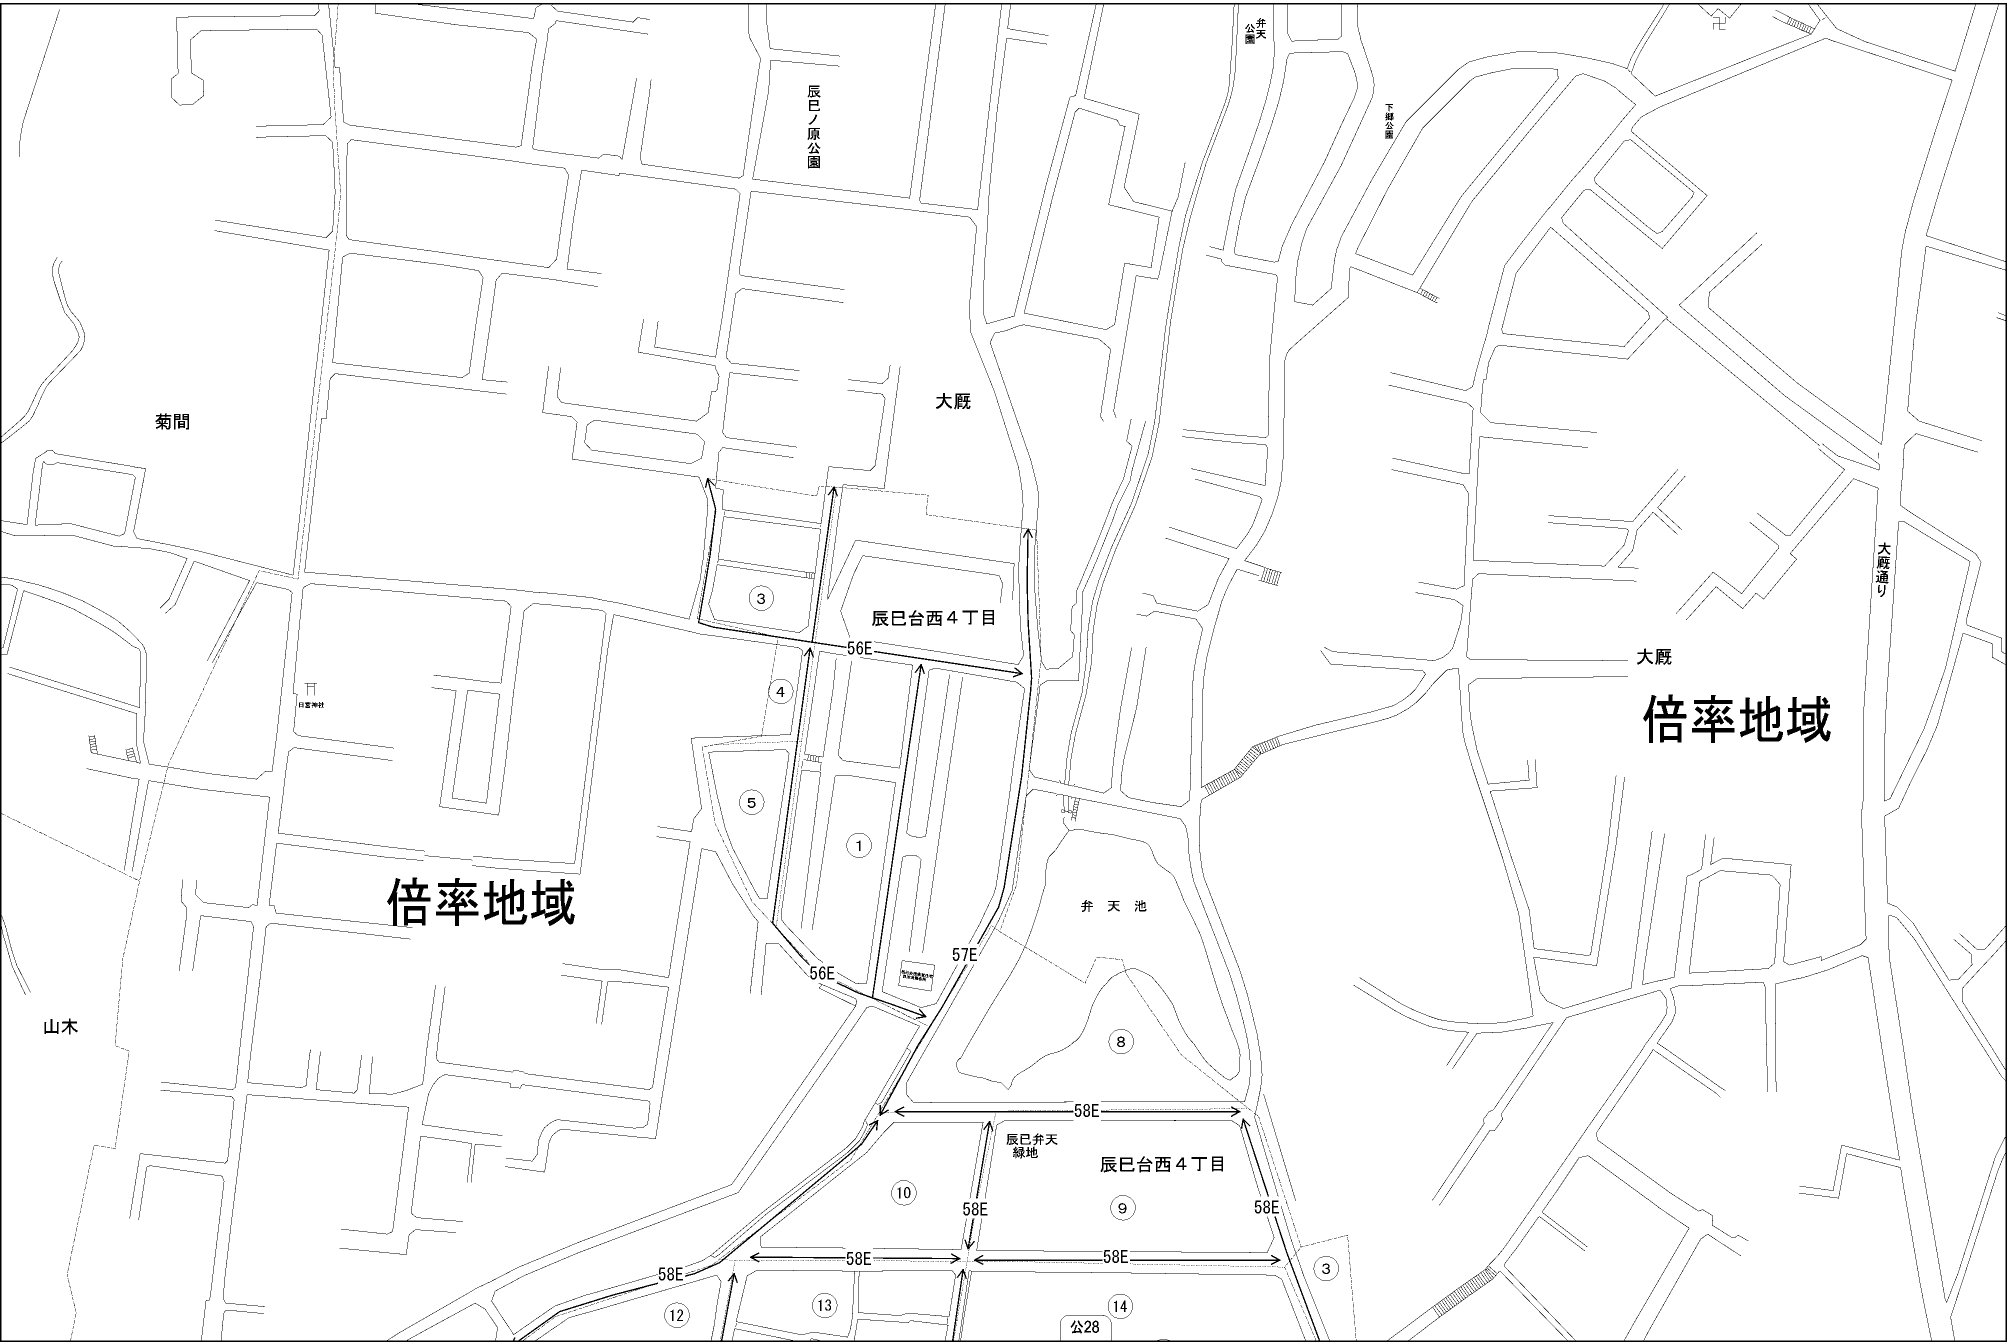 弁天
公園
辰巳ノ原公園
下郷公園
大厩
菊間
大厩通り
3
辰巳台西4丁目
56E
大厩
倍率地域
4
日宮神社
5
1
倍率地域
弁天池
57E
56E
山木
8
58E
辰巳弁天
緑地
辰巳台西4丁目
10
58E
9
58E
58E
58E
3
58E
12
13
14
公28